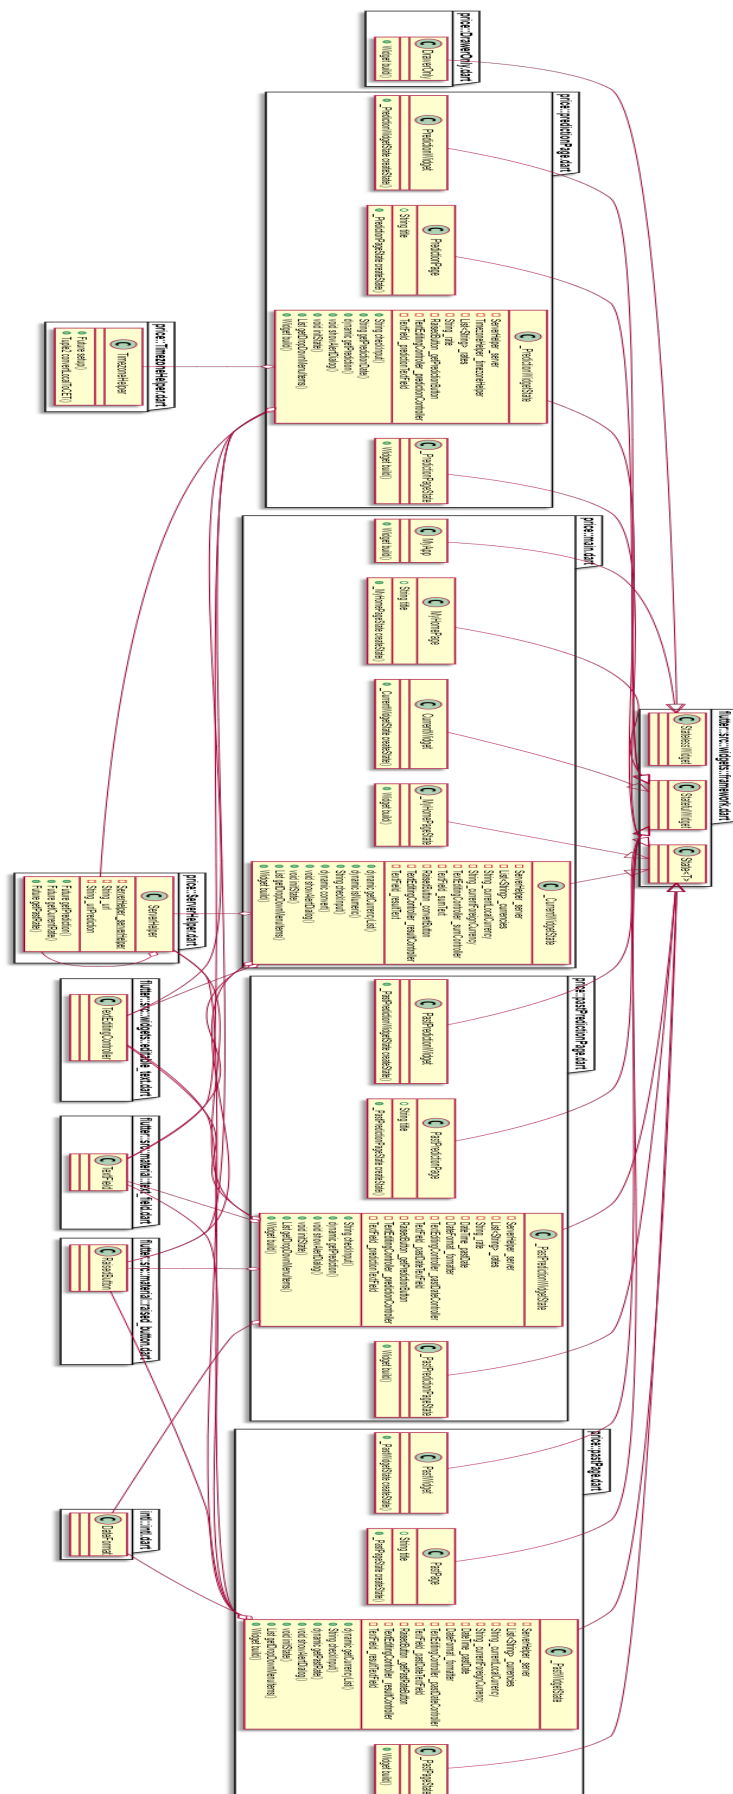 price::DrawerOnly.dart
DrawerOnly
Widget build()
price::predictionPage.dart
PredictionWidget
_PredictionWidgetState createState()
PredictionPage
String title
_PredictionPageState createState()
_PredictionWidgetState
ServerHelper _server
TimezoneHelper _timezoneHelper
List<String> _rates
String _rate
RaisedButton _getPredictionButton
TextEditingController _predictionController
TextField _predictionTextField
String checkInput()
String getPredictionDate()
dynamic getPrediction()
void showAlertDialog()
void initState()
List getDropDownMenuItems()
Widget build()
_PredictionPageState
Widget build()
price::TimezoneHelper.dart
TimezoneHelper
Future setup()
Tuple2 convertLocalToCET()
price::main.dart
MyApp
Widget build()
MyHomePage
String title
_MyHomePageState createState()
CurrentWidget
_CurrentWidgetState createState()
_MyHomePageState
Widget build()
_CurrentWidgetState
ServerHelper _server
List<String> _currencies
String _currentLocalCurrency
String _currentForeignCurrency
TextEditingController _sumController
TextField _sumText
RaisedButton _convertButton
TextEditingController _resultController
TextField _resultText
dynamic getCurrencyList()
dynamic isNumeric()
String checkInput()
dynamic convert()
void showAlertDialog()
void initState()
List getDropDownMenuItems()
Widget build()
flutter::src::widgets::framework.dart
StatelessWidget
StatefulWidget
State<T>
price::ServerHelper.dart
ServerHelper
ServerHelper _serverHelper
String _url
String _urlPrediction
Future getPrediction()
Future getCurrentRate()
Future getPastRate()
flutter::src::widgets::editable_text.dart
TextEditingController
flutter::src::material::text_field.dart
TextField
flutter::src::material::raised_button.dart
RaisedButton
price::pastPredictionPage.dart
PastPredictionWidget
_PastPredictionWidgetState createState()
PastPredictionPage
String title
_PastPredictionPageState createState()
_PastPredictionWidgetState
ServerHelper _server
List<String> _rates
String _rate
DateTime _pastDate
DateFormat _formatter
TextEditingController _pastDateController
TextField _pastDateTextField
RaisedButton _getPredictionButton
TextEditingController _predictionController
TextField _predictionTextField
String checkInput()
dynamic getPrediction()
void showAlertDialog()
void initState()
List getDropDownMenuItems()
Widget build()
_PastPredictionPageState
Widget build()
intl::intl.dart
DateFormat
price::pastPage.dart
PastWidget
_PastWidgetState createState()
PastPage
String title
_PastPageState createState()
_PastWidgetState
ServerHelper _server
List<String> _currencies
String _currentLocalCurrency
String _currentForeignCurrency
DateTime _pastDate
DateFormat _formatter
TextEditingController _pastDateController
TextField _pastDateTextField
RaisedButton _getPastRateButton
TextEditingController _resultController
TextField _resultTextField
dynamic getCurrencyList()
String checkInput()
dynamic getPastRate()
void showAlertDialog()
void initState()
List getDropDownMenuItems()
Widget build()
_PastPageState
Widget build()